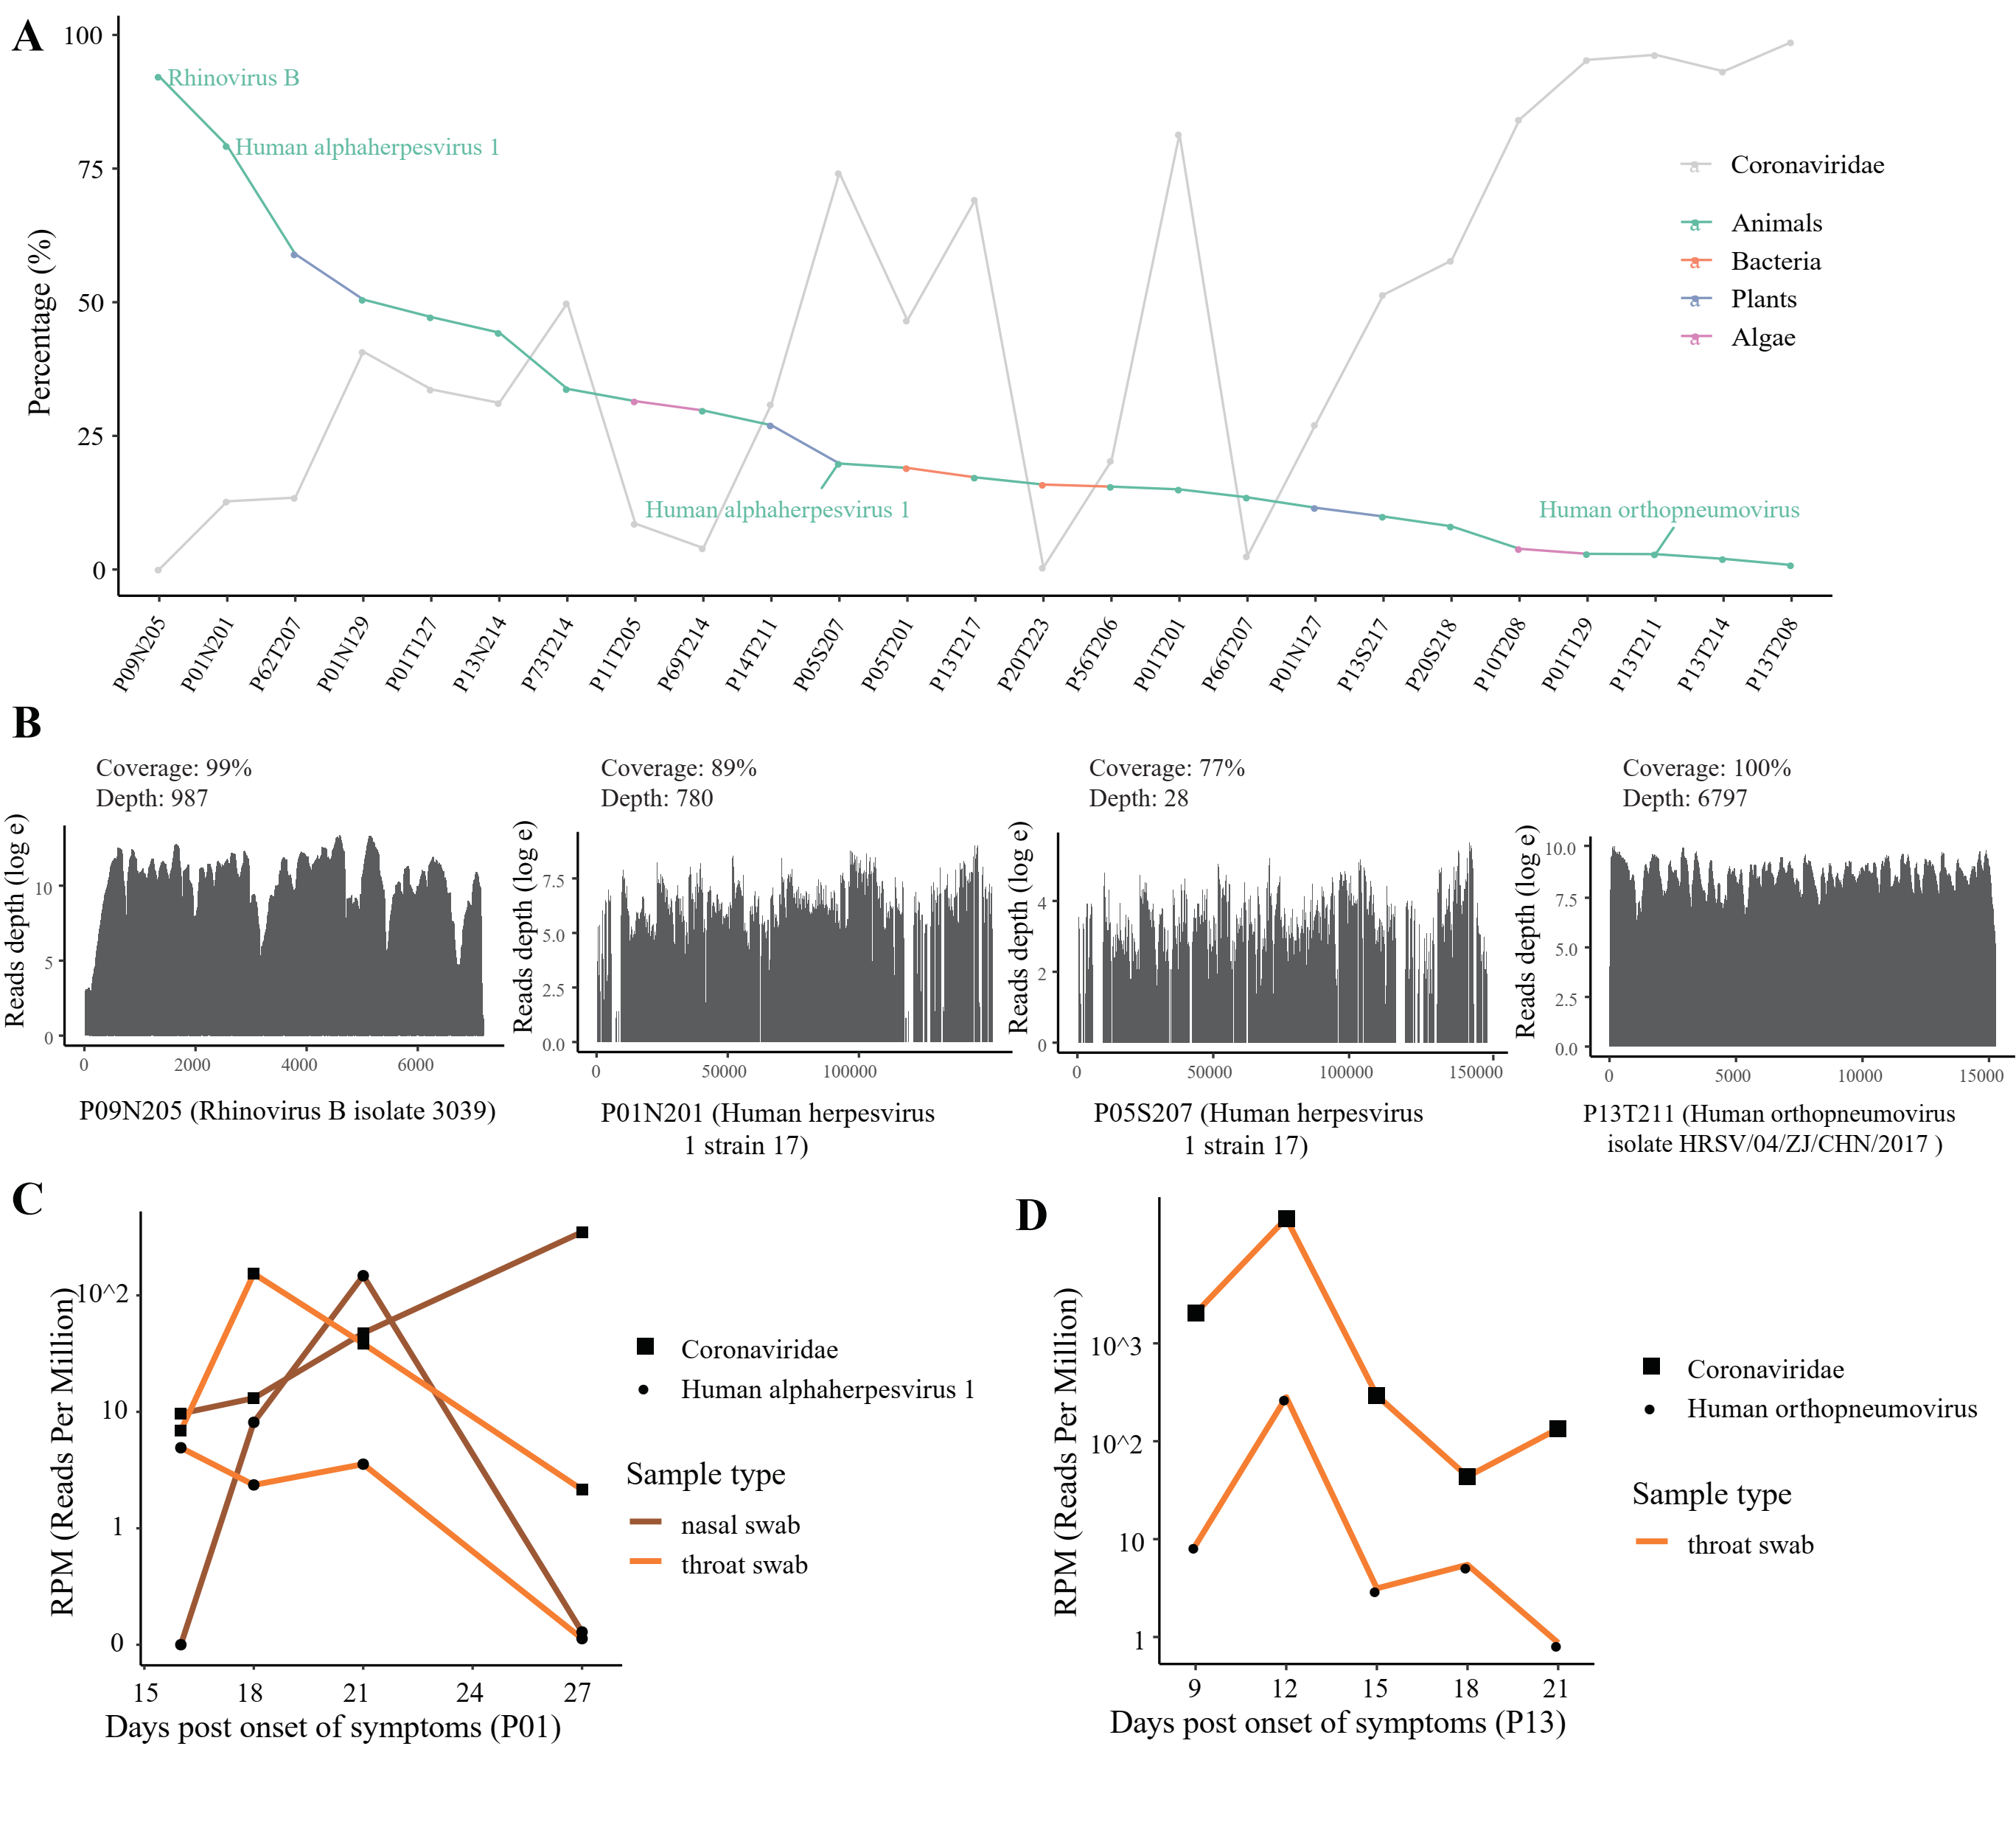 A
100
75
50
25
0
Percentage (%)
Rhinovirus B
Human alphaherpesvirus 1
Human alphaherpesvirus 1
Human orthopneumovirus
a Coronaviridae
a Animals
a Bacteria
a Plants
a Algae
P09N205
P01N201
P62T207
P01N129
P01T127
P13N214
P73T214
P11T205
P69T214
P14T211
P05S207
P05T201
P13T217
P20T223
P56T206
P01T201
P66T207
P01N127
P13S217
P20S218
P10T208
P01T129
P13T211
P13T214
P13T208
B
Coverage: 99%
Depth: 987
Reads depth (log e)
10
5
0
0 2000 4000 6000
P09N205 (Rhinovirus B isolate 3039)
Coverage: 89%
Depth: 780
Reads depth (log e)
7.5
5.0
2.5
0.0
0 50000 100000
P01N201 (Human herpesvirus
1 strain 17)
Coverage: 77%
Depth: 28
Reads depth (log e)
4
2
0
0 50000 100000 150000
P05S207 (Human herpesvirus
1 strain 17)
Coverage: 100%
Depth: 6797
Reads depth (log e)
10.0
7.5
5.0
2.5
0.0
0 5000 10000 15000
P13T211 (Human orthopneumovirus
isolate HRSV/04/ZJ/CHN/2017 )
C
RPM (Reads Per Million)
10^2
10
1
0
15 18 21 24 27
Days post onset of symptoms (P01)
Coronaviridae
Human alphaherpesvirus 1
Sample type
nasal swab
throat swab
D
RPM (Reads Per Million)
10^3
10^2
10
1
9 12 15 18 21
Days post onset of symptoms (P13)
Coronaviridae
Human orthopneumovirus
Sample type
throat swab